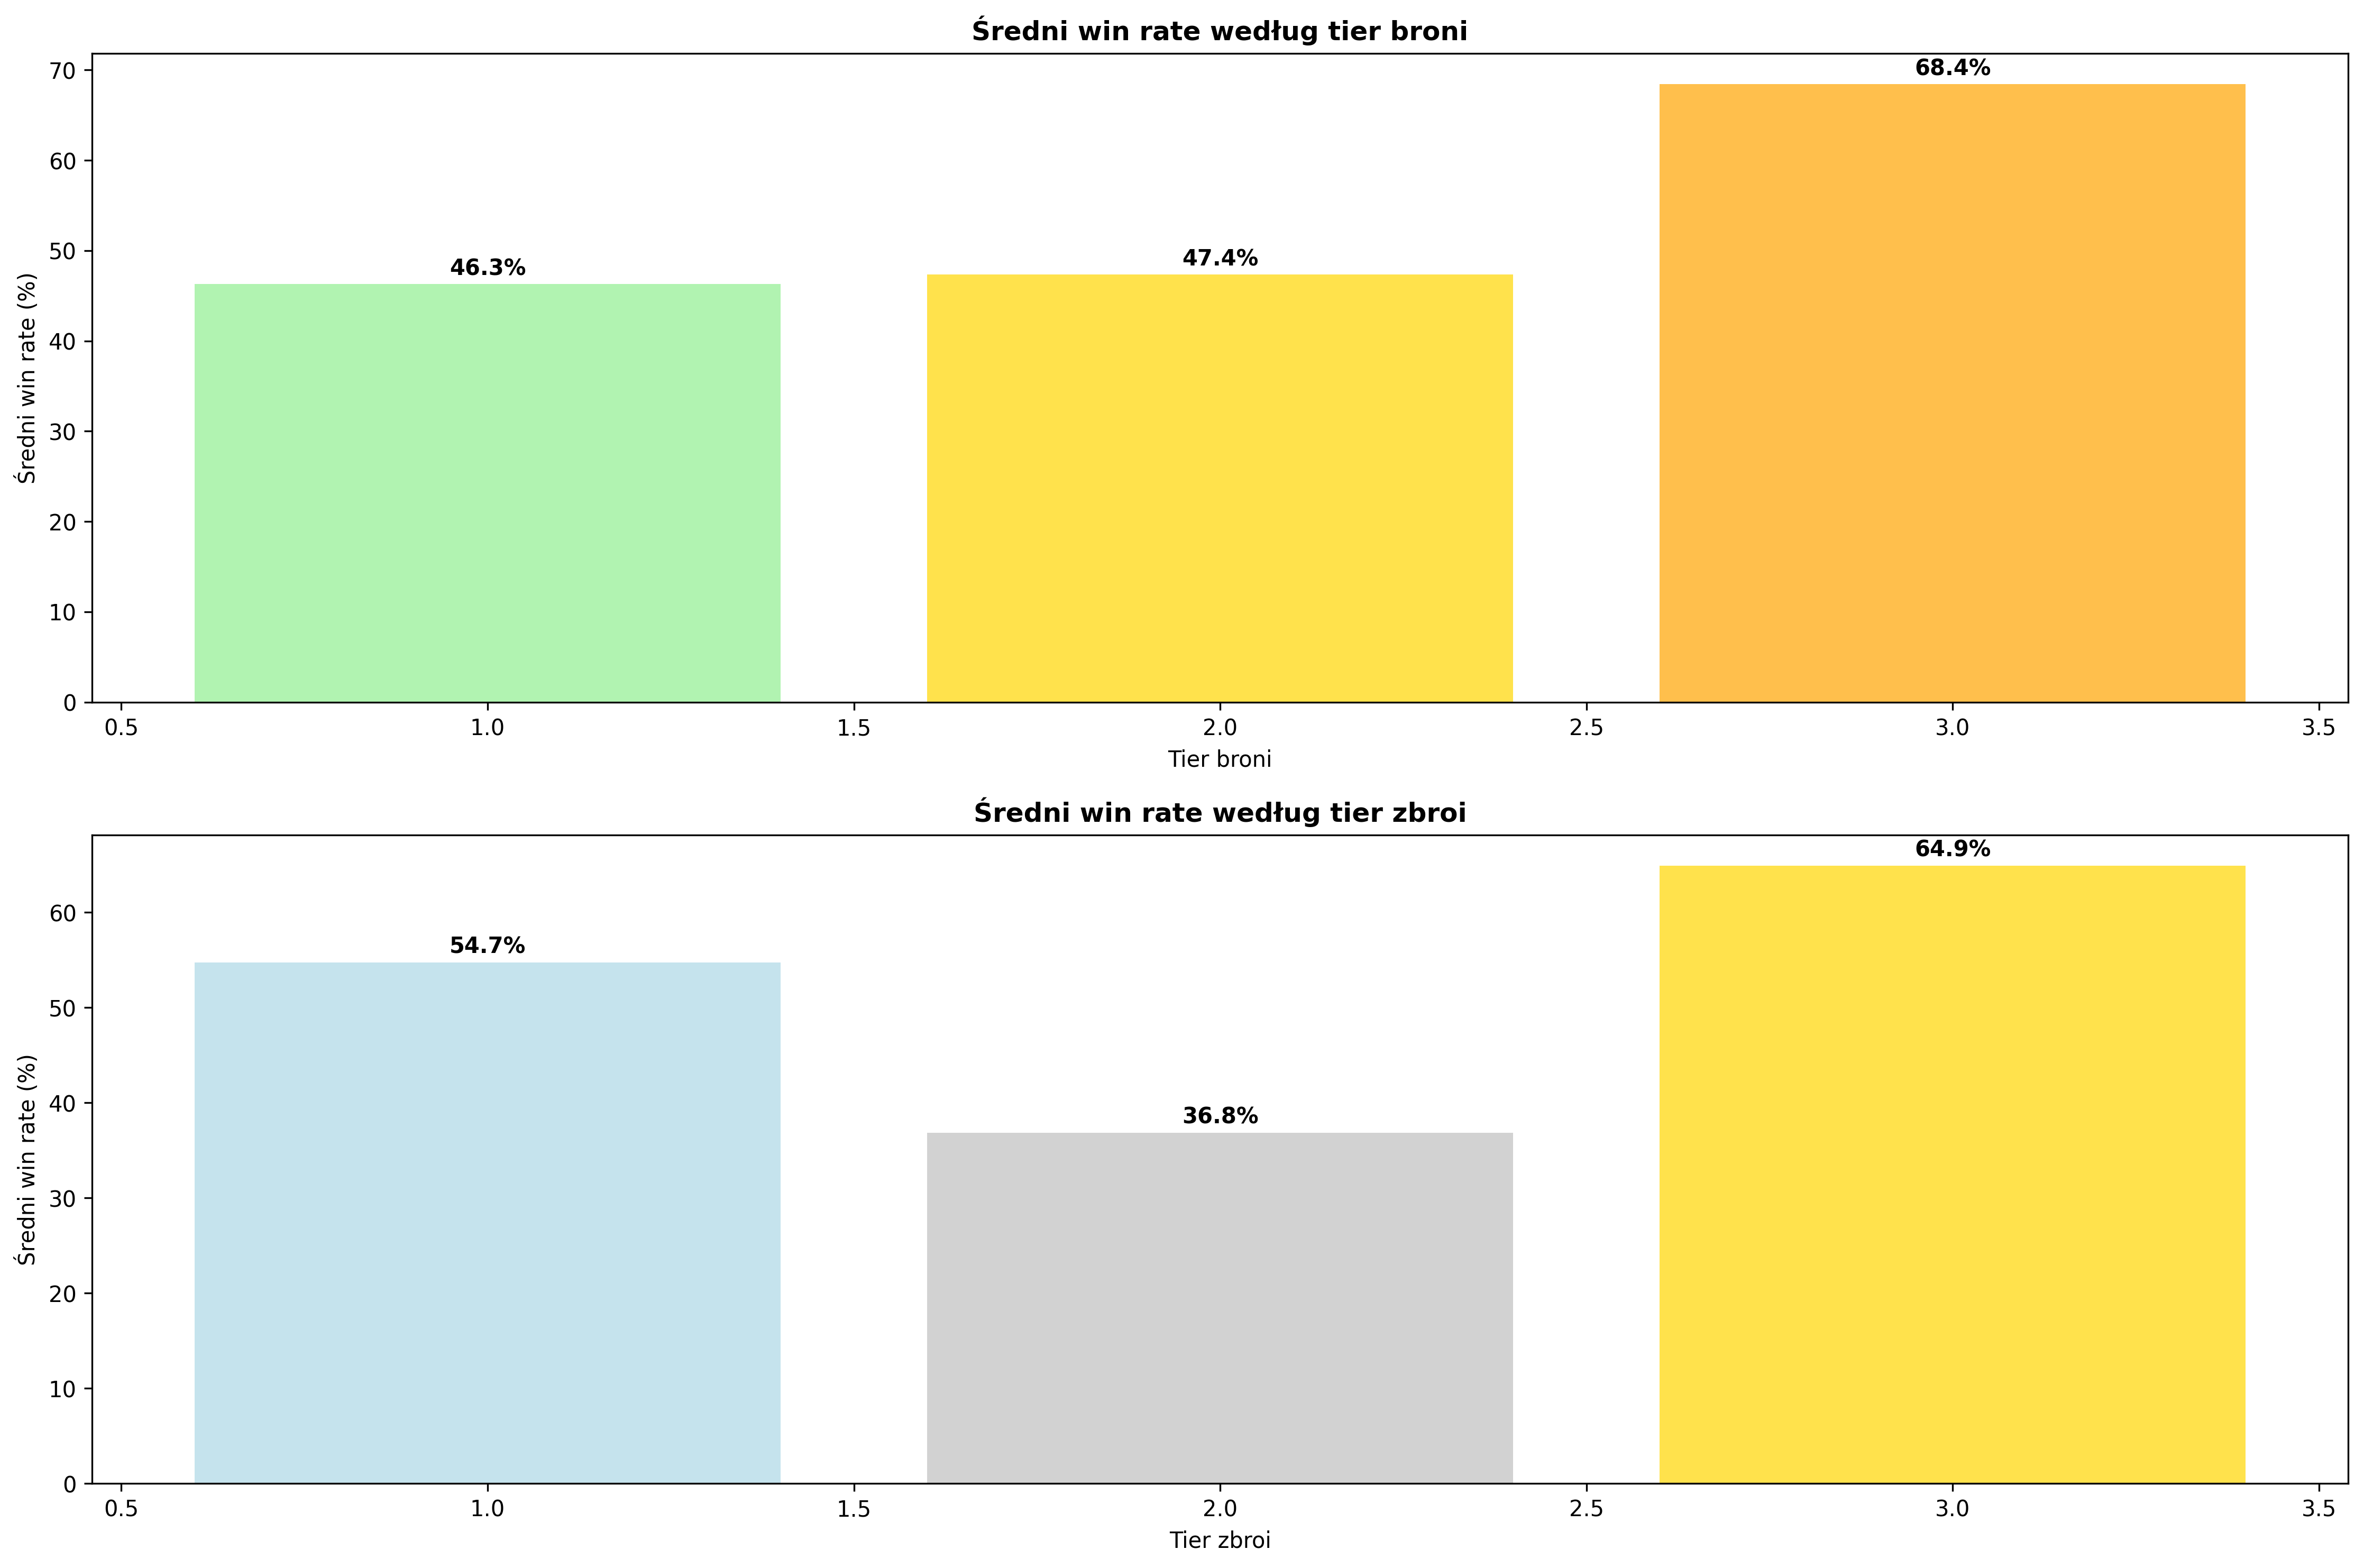 Średni win rate według tier broni
70
60
50
40
30
20
10
0
Średni win rate (%)
46.3%
47.4%
68.4%
0.5 1.0 1.5 2.0 2.5 3.0 3.5
Tier broni
Średni win rate według tier zbroi
60
50
40
30
20
10
0
Średni win rate (%)
54.7%
36.8%
64.9%
0.5 1.0 1.5 2.0 2.5 3.0 3.5
Tier zbroi